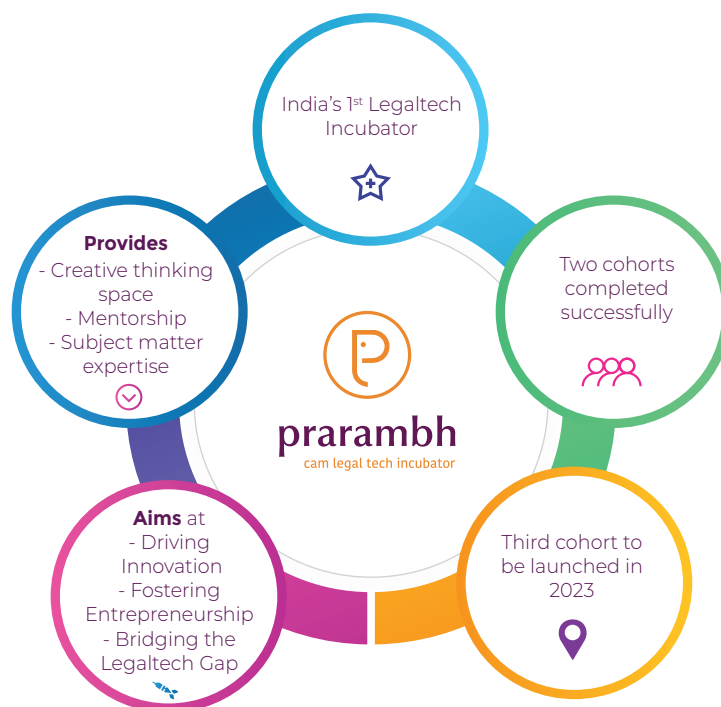 India's 1st Legaltech
Incubator
Two cohorts
completed
successfully
Third cohort to
be launched in
2023
Aims at
- Driving
Innovation
- Fostering
Entrepreneurship
- Bridging the
Legaltech Gap
Provides
- Creative thinking
space
- Mentorship
- Subject matter
expertise
prarambh
cam legal tech incubator